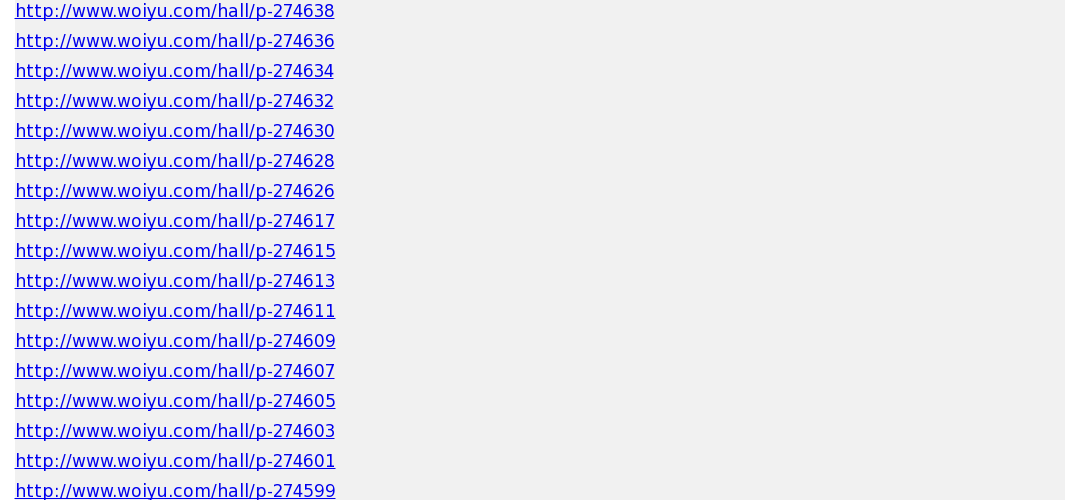 http://www.woiyu.com/hall/p-274638
http://www.woiyu.com/hall/p-274636
http://www.woiyu.com/hall/p-274634
http://www.woiyu.com/hall/p-274632
http://www.woiyu.com/hall/p-274630
http://www.woiyu.com/hall/p-274628
http://www.woiyu.com/hall/p-274626
http://www.woiyu.com/hall/p-274617
http://www.woiyu.com/hall/p-274615
http://www.woiyu.com/hall/p-274613
http://www.woiyu.com/hall/p-274611
http://www.woiyu.com/hall/p-274609
http://www.woiyu.com/hall/p-274607
http://www.woiyu.com/hall/p-274605
http://www.woiyu.com/hall/p-274603
http://www.woiyu.com/hall/p-274601
http://www.woiyu.com/hall/p-274599